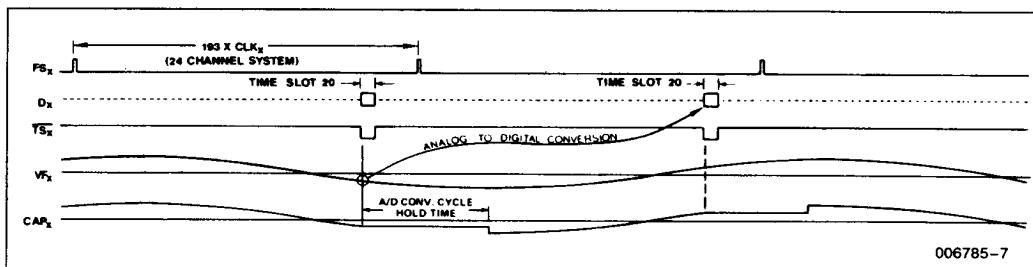 193 X CLKX
(24 CHANNEL SYSTEM)
FSX
TIME SLOT 20
TIME SLOT 20
DX
TSX
ANALOG TO DIGITAL CONVERSION
VFX
A/D CONV. CYCLE
HOLD TIME
CAPX
006785-7